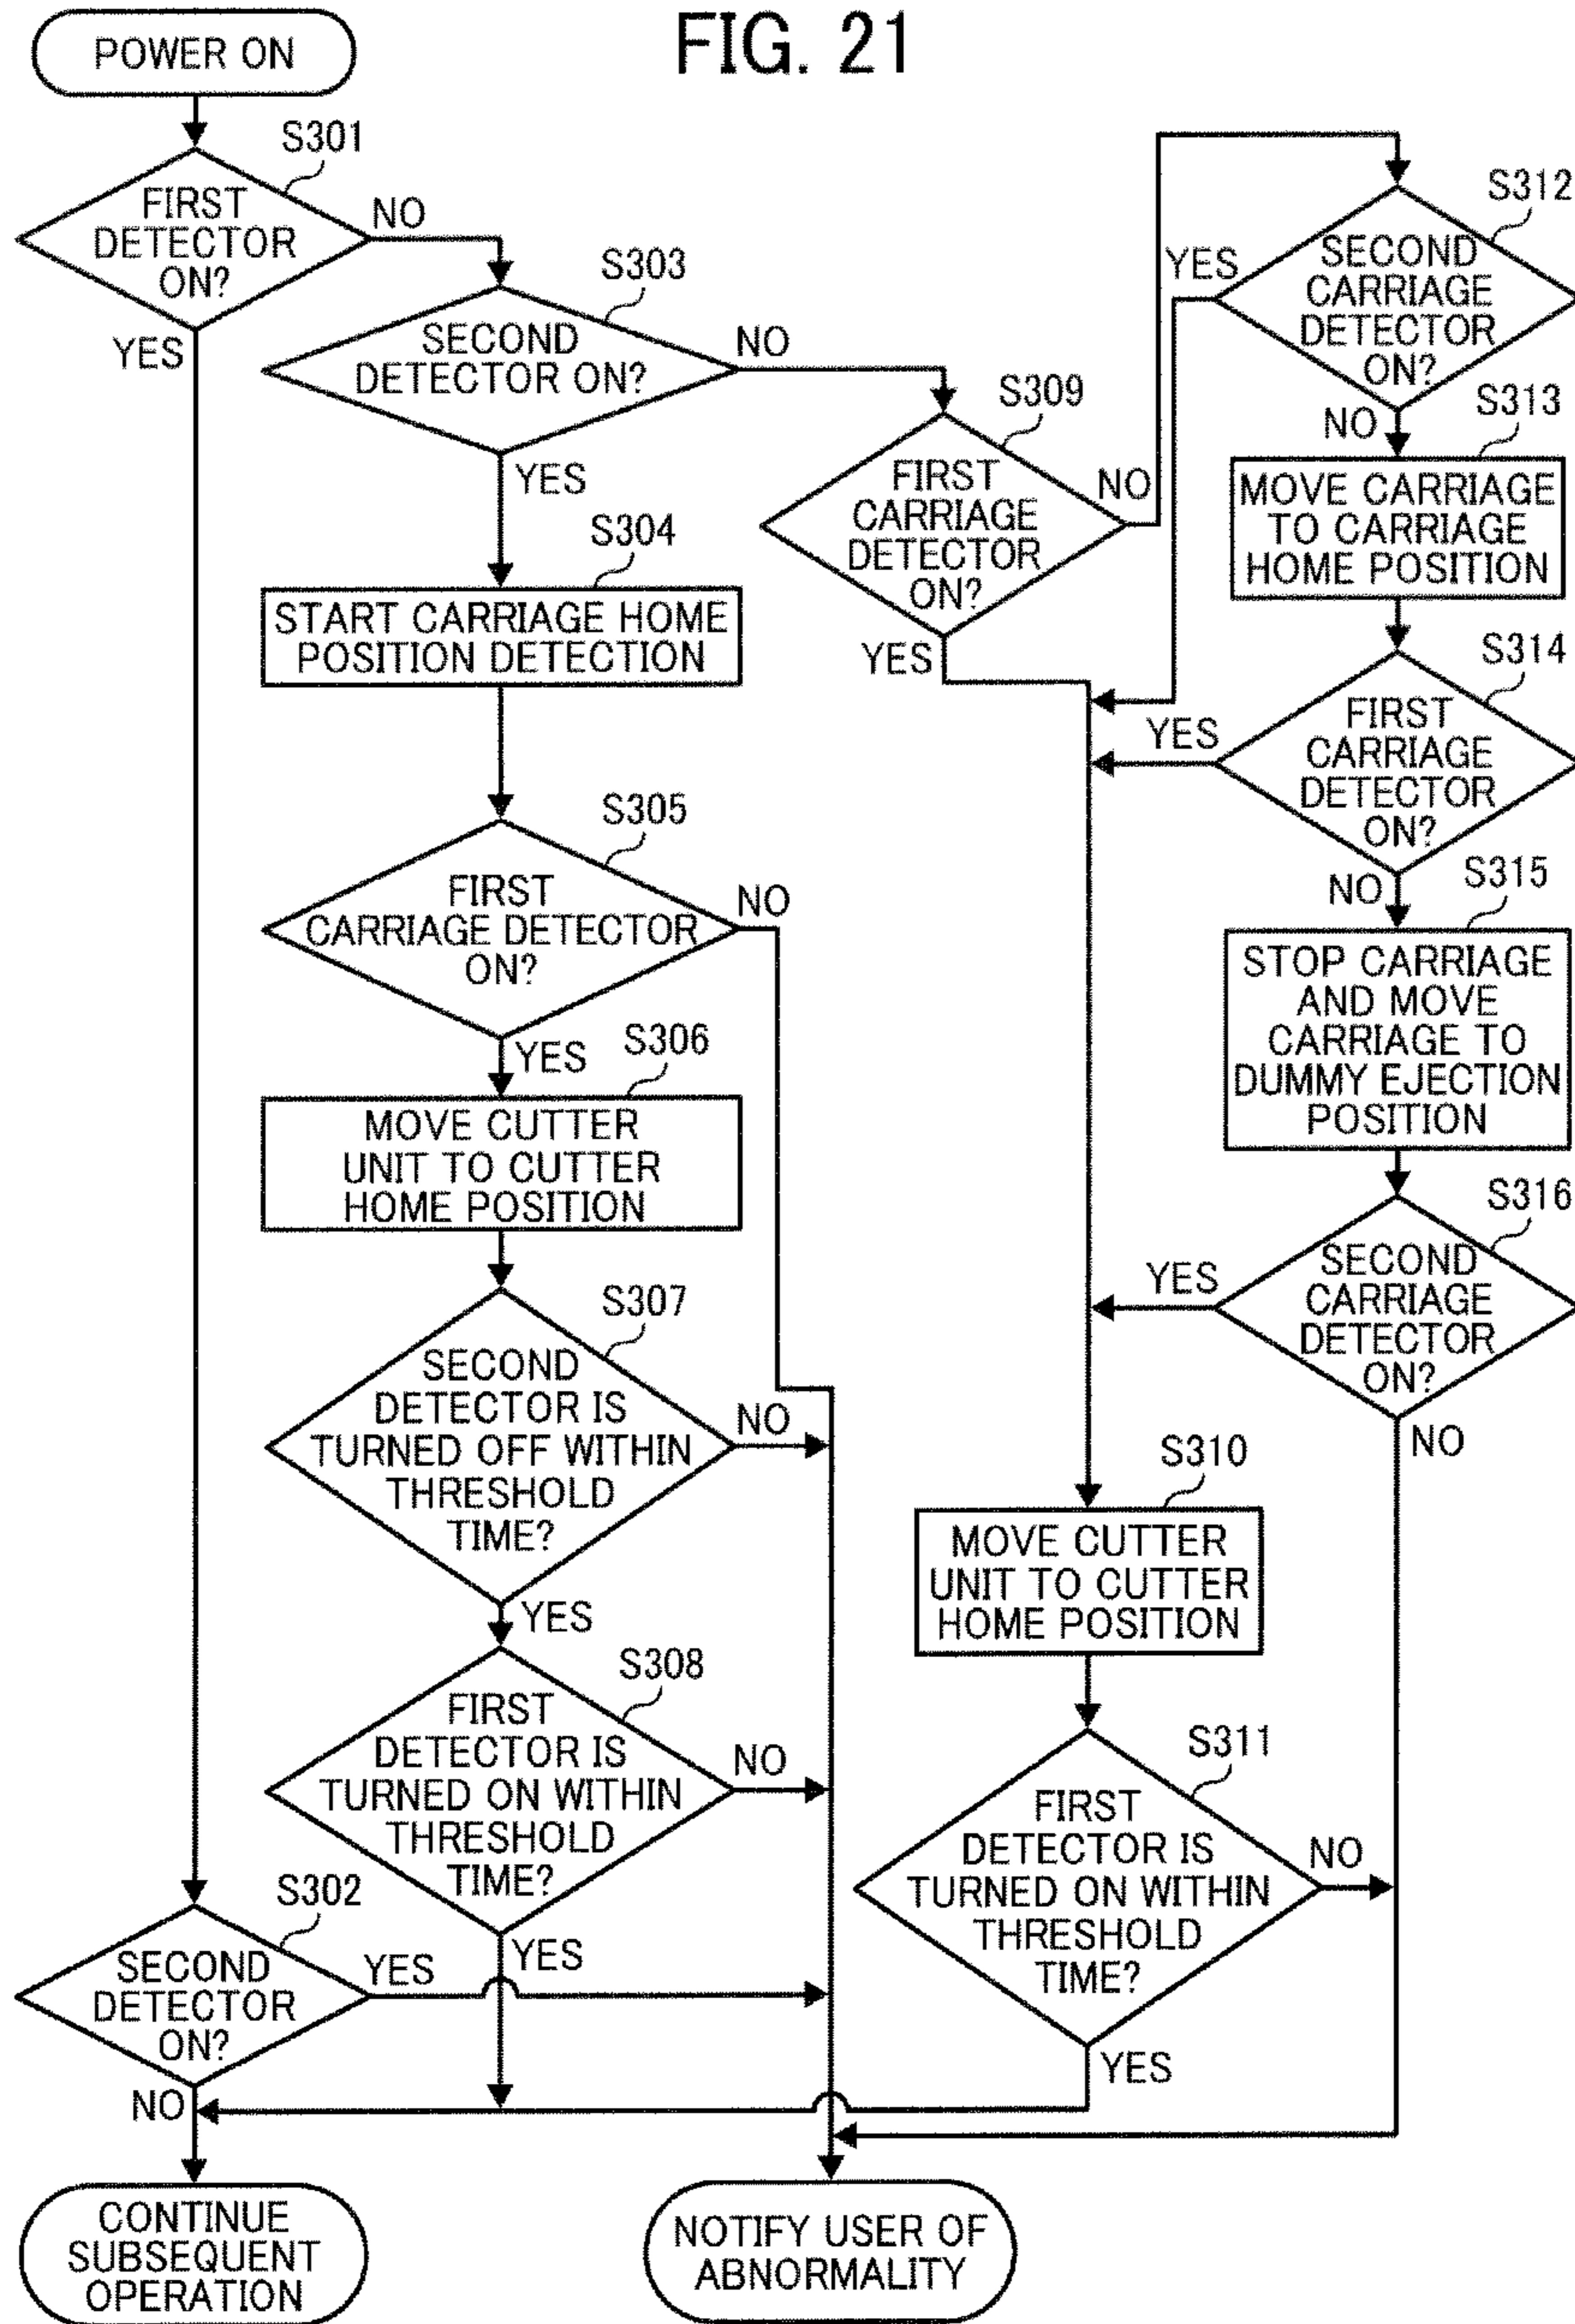 FIG. 21
POWER ON
S301
FIRST
DETECTOR
ON?
NO
YES
S303
SECOND
DETECTOR ON?
NO
YES
S304
START CARRIAGE HOME
POSITION DETECTION
S305
FIRST
CARRIAGE DETECTOR
ON?
NO
YES
S306
MOVE CUTTER
UNIT TO CUTTER
HOME POSITION
S307
SECOND
DETECTOR IS
TURNED OFF WITHIN
THRESHOLD
TIME?
NO
YES
S308
FIRST
DETECTOR IS
TURNED ON WITHIN
THRESHOLD
TIME?
NO
YES
S302
SECOND
DETECTOR
ON?
YES
NO
CONTINUE
SUBSEQUENT
OPERATION
S309
FIRST
CARRIAGE
DETECTOR
ON?
NO
YES
S312
SECOND
CARRIAGE
DETECTOR
ON?
YES
NO
S313
MOVE CARRIAGE
TO CARRIAGE
HOME POSITION
S314
FIRST
CARRIAGE
DETECTOR
ON?
YES
NO
S315
STOP CARRIAGE
AND MOVE
CARRIAGE TO
DUMMY EJECTION
POSITION
S316
SECOND
CARRIAGE
DETECTOR
ON?
YES
NO
S310
MOVE CUTTER
UNIT TO CUTTER
HOME POSITION
S311
FIRST
DETECTOR IS
TURNED ON WITHIN
THRESHOLD
TIME?
NO
YES
NOTIFY USER OF
ABNORMALITY